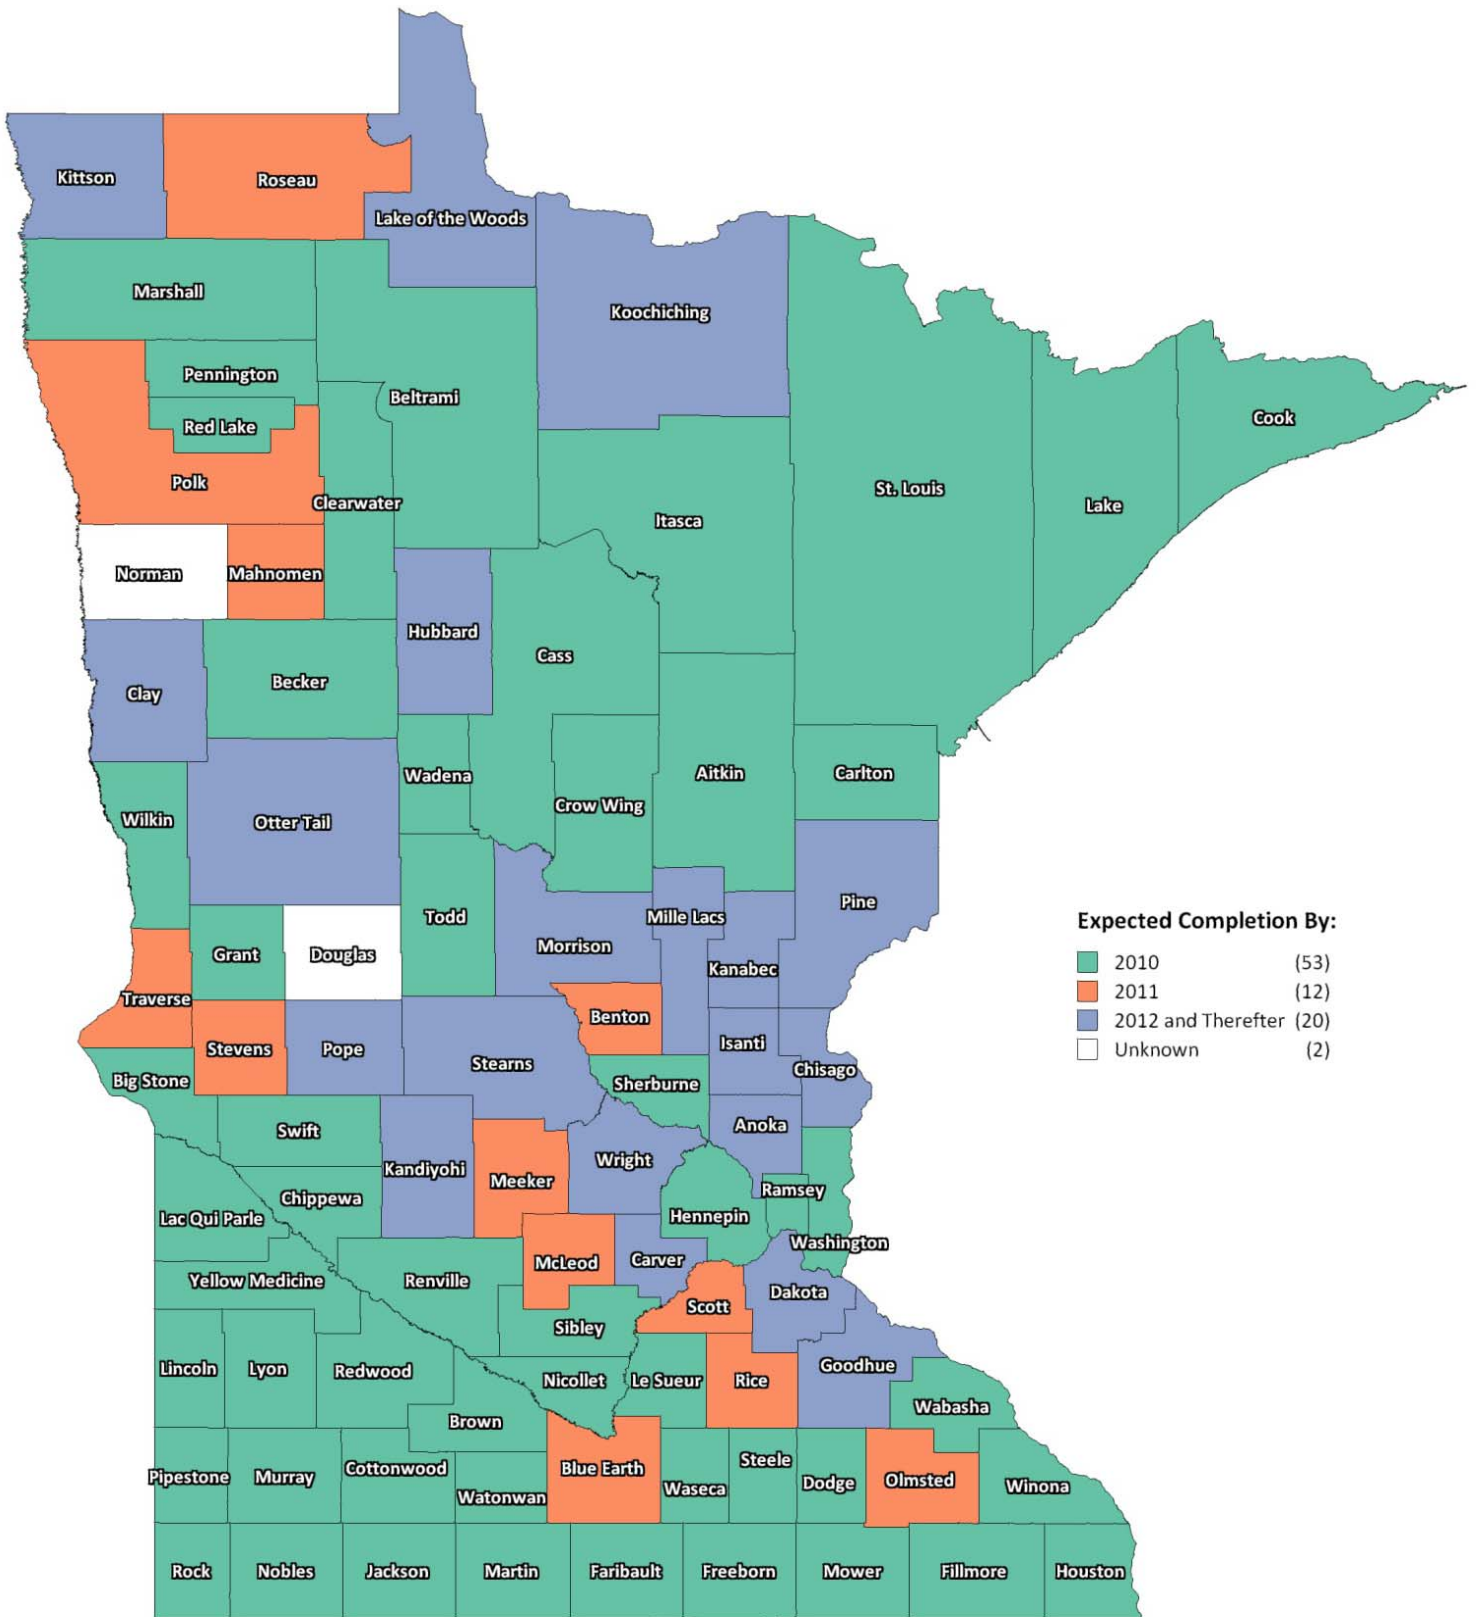 Kittson
Roseau
Lake of the Woods
Marshall
Koochiching
Pennington
Beltrami
Red Lake
Cook
Polk
St. Louis
Clearwater
Lake
Itasca
Norman
Mahnomen
Hubbard
Cass
Becker
Clay
Aitkin
Carlton
Wadena
Crow Wing
Wilkin
Otter Tail
Pine
Todd
Mille Lacs
Morrison
Grant
Douglas
Kanabec
Traverse
Benton
Isanti
Stevens
Pope
Stearns
Chisago
Big Stone
Sherburne
Anoka
Swift
Wright
Kandiyohi
Meeker
Ramsey
Chippewa
Hennepin
Lac Qui Parle
Washington
McLeod
Carver
Yellow Medicine
Renville
Dakota
Scott
Sibley
Goodhue
Lincoln
Lyon
Redwood
Nicollet
Le Sueur
Rice
Wabasha
Brown
Steele
Cottonwood
Blue Earth
Pipestone
Murray
Olmsted
Dodge
Winona
Waseca
Watonwan
Rock
Nobles
Jackson
Martin
Faribault
Freeborn
Mower
Fillmore
Houston
Expected Completion By:
2010 (53)
2011 (12)
2012 and Therefter (20)
Unknown (2)